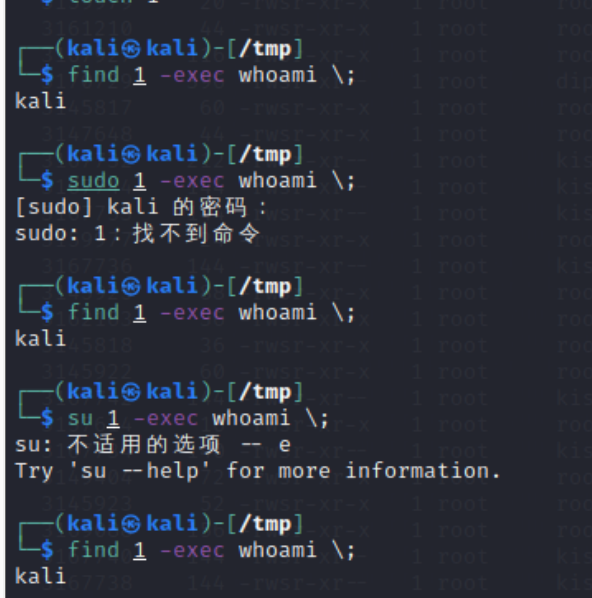 touch 1
┌──(kali㉿kali)-[/tmp]
└─$ find 1 -exec whoami \;
kali
┌──(kali㉿kali)-[/tmp]
└─$ sudo 1 -exec whoami \;
[sudo] kali 的密码：
sudo: 1：找不到命令
┌──(kali㉿kali)-[/tmp]
└─$ find 1 -exec whoami \;
kali
┌──(kali㉿kali)-[/tmp]
└─$ su 1 -exec whoami \;
su: 不适用的选项 -- e
Try 'su --help' for more information.
┌──(kali㉿kali)-[/tmp]
└─$ find 1 -exec whoami \;
kali